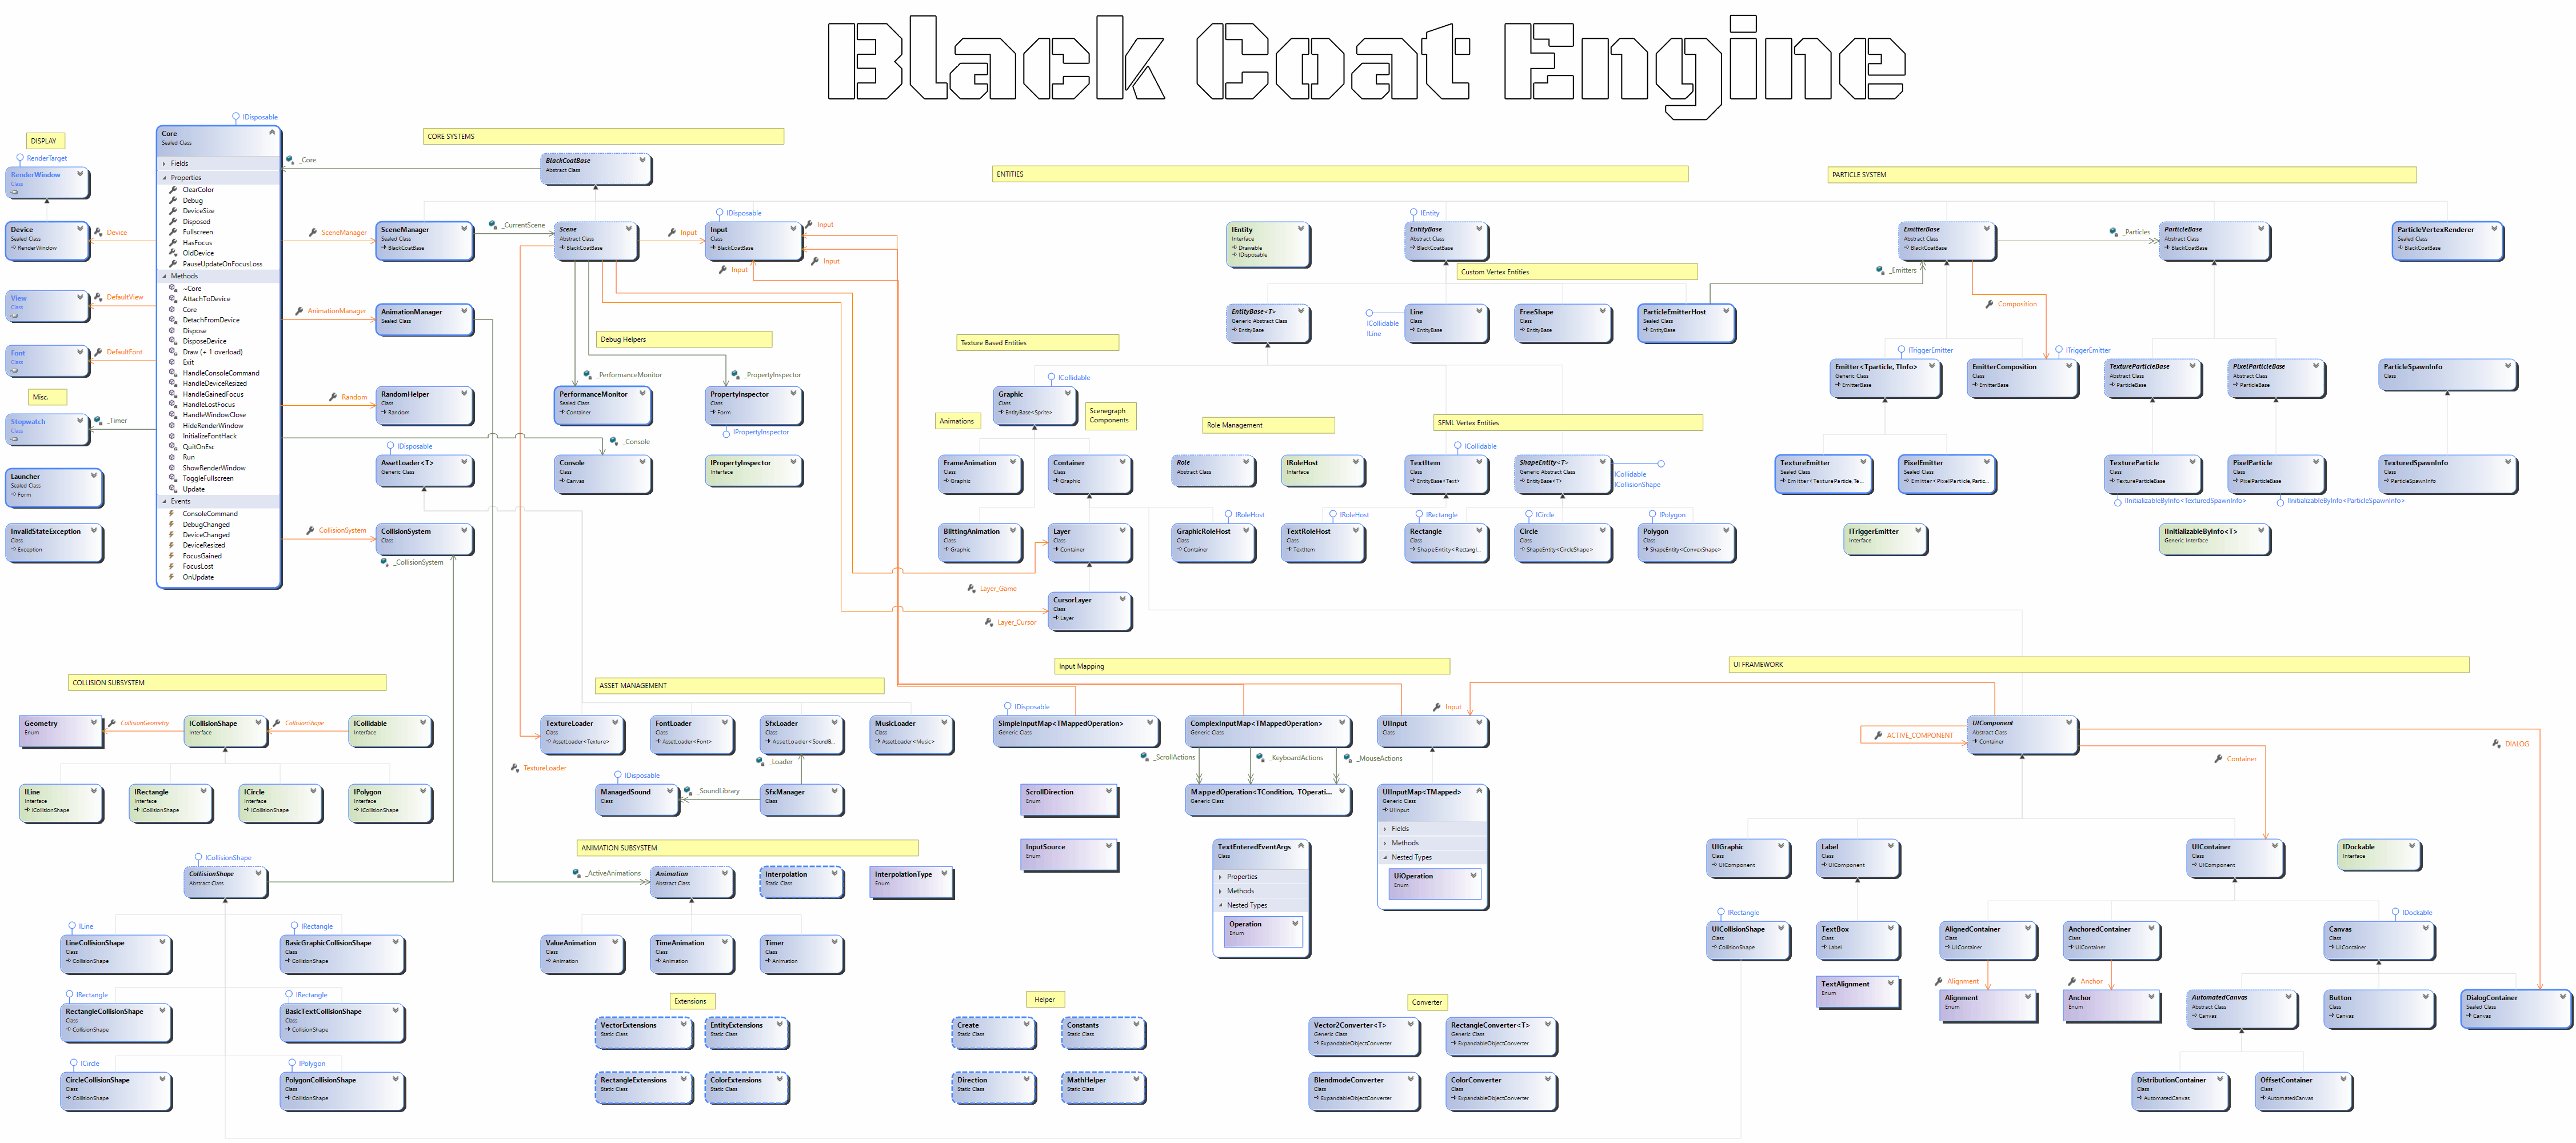 Black Coat Engine
IDisposable
DISPLAY
RenderTarget
RenderWindow
Class
Device
Sealed Class
RenderWindow
Device
View
Class
DefaultView
Font
Class
DefaultFont
Misc.
Stopwatch
Class
_Timer
Launcher
Sealed Class
Form
InvalidStateException
Class
Exception
Core
Sealed Class
Fields
Properties
ClearColor
Debug
DeviceSize
Disposed
Fullscreen
HasFocus
OldDevice
PauseUpdateOnFocusLoss
Methods
~Core
AttachToDevice
Core
DetachFromDevice
Dispose
DisposeDevice
Draw (+ 1 overload)
Exit
HandleConsoleCommand
HandleDeviceResized
HandleGainedFocus
HandleLostFocus
HandleWindowClose
HideRenderWindow
InitializeFontHack
QuitOnEsc
Run
ShowRenderWindow
ToggleFullscreen
Update
Events
ConsoleCommand
DebugChanged
DeviceChanged
DeviceResized
FocusGained
FocusLost
OnUpdate
CORE SYSTEMS
_Core
BlackCoatBase
Abstract Class
SceneManager
SceneManager
Sealed Class
BlackCoatBase
_CurrentScene
Scene
Abstract Class
BlackCoatBase
Input
IDisposable
Input
Class
BlackCoatBase
Input
Input
Input
AnimationManager
AnimationManager
Sealed Class
Debug Helpers
_PerformanceMonitor
PerformanceMonitor
Sealed Class
Container
_PropertyInspector
PropertyInspector
Class
Form
IPropertyInspector
IPropertyInspector
Interface
Random
RandomHelper
Class
Random
IDisposable
AssetLoader<T>
Generic Class
_Console
Console
Class
Canvas
CollisionSystem
CollisionSystem
Class
_CollisionSystem
ENTITIES
IEntity
Interface
Drawable
IDisposable
IEntity
EntityBase
Abstract Class
BlackCoatBase
Custom Vertex Entities
EntityBase<T>
Generic Abstract Class
EntityBase
ICollidable
ILine
Line
Class
EntityBase
FreeShape
Class
EntityBase
ParticleEmitterHost
Sealed Class
EntityBase
_Emitters
Texture Based Entities
ICollidable
Graphic
Class
EntityBase<Sprite>
Animations
Scenegraph
Components
Role Management
SFML Vertex Entities
FrameAnimation
Class
Graphic
Container
Class
Graphic
Role
Abstract Class
IRoleHost
Interface
ICollidable
TextItem
Class
EntityBase<Text>
ShapeEntity<T>
Generic Abstract Class
EntityBase<T>
ICollidable
ICollisionShape
BlittingAnimation
Class
Graphic
Layer
Class
Container
IRoleHost
GraphicRoleHost
Class
Container
IRoleHost
TextRoleHost
Class
TextItem
IRectangle
Rectangle
Class
ShapeEntity<Rectangl...
ICircle
Circle
Class
ShapeEntity<CircleShape>
IPolygon
Polygon
Class
ShapeEntity<ConvexShape>
Layer_Game
CursorLayer
Class
Layer
Layer_Cursor
PARTICLE SYSTEM
EmitterBase
Abstract Class
BlackCoatBase
_Particles
ParticleBase
Abstract Class
BlackCoatBase
ParticleVertexRenderer
Sealed Class
BlackCoatBase
Composition
ITriggerEmitter
Emitter<Tparticle, TInfo>
Generic Class
EmitterBase
ITriggerEmitter
EmitterComposition
Class
EmitterBase
TextureParticleBase
Abstract Class
ParticleBase
PixelParticleBase
Abstract Class
ParticleBase
ParticleSpawnInfo
Class
TextureEmitter
Sealed Class
Emitter<TextureParticle, Te...
PixelEmitter
Sealed Class
Emitter<PixelParticle, Partic...
TextureParticle
Class
TextureParticleBase
IInitializableByInfo<TexturedSpawnInfo>
PixelParticle
Class
PixelParticleBase
IInitializableByInfo<ParticleSpawnInfo>
TexturedSpawnInfo
Class
ParticleSpawnInfo
ITriggerEmitter
Interface
IInitializableByInfo<T>
Generic Interface
COLLISION SUBSYSTEM
Geometry
Enum
CollisionGeometry
ICollisionShape
Interface
CollisionShape
ICollidable
Interface
ILine
Interface
ICollisionShape
IRectangle
Interface
ICollisionShape
ICircle
Interface
ICollisionShape
IPolygon
Interface
ICollisionShape
ICollisionShape
CollisionShape
Abstract Class
ILine
LineCollisionShape
Class
CollisionShape
IRectangle
BasicGraphicCollisionShape
Class
CollisionShape
IRectangle
RectangleCollisionShape
Class
CollisionShape
IRectangle
BasicTextCollisionShape
Class
CollisionShape
ICircle
CircleCollisionShape
Class
CollisionShape
IPolygon
PolygonCollisionShape
Class
CollisionShape
ASSET MANAGEMENT
TextureLoader
Class
AssetLoader<Texture>
TextureLoader
FontLoader
Class
AssetLoader<Font>
SfxLoader
Class
AssetLoader<SoundB...
MusicLoader
Class
AssetLoader<Music>
_Loader
IDisposable
ManagedSound
Class
_SoundLibrary
SfxManager
Class
ANIMATION SUBSYSTEM
_ActiveAnimations
Animation
Abstract Class
Interpolation
Static Class
InterpolationType
Enum
ValueAnimation
Class
Animation
TimeAnimation
Class
Animation
Timer
Class
Animation
Extensions
VectorExtensions
Static Class
EntityExtensions
Static Class
RectangleExtensions
Static Class
ColorExtensions
Static Class
Input Mapping
IDisposable
SimpleInputMap<TMappedOperation>
Generic Class
ComplexInputMap<TMappedOperation>
Generic Class
Input
UIInput
Class
_ScrollActions
_KeyboardActions
_MouseActions
ScrollDirection
Enum
MappedOperation<TCondition, TOperati...
Generic Class
UIInputMap<TMapped>
Generic Class
UIInput
Fields
Methods
Nested Types
UiOperation
Enum
InputSource
Enum
TextEnteredEventArgs
Class
Properties
Methods
Nested Types
Operation
Enum
Helper
Create
Static Class
Constants
Static Class
Direction
Static Class
MathHelper
Static Class
Converter
Vector2Converter<T>
Generic Class
ExpandableObjectConverter
RectangleConverter<T>
Generic Class
ExpandableObjectConverter
BlendmodeConverter
Class
ExpandableObjectConverter
ColorConverter
Class
ExpandableObjectConverter
UI FRAMEWORK
ACTIVE_COMPONENT
UIComponent
Abstract Class
Container
Container
DIALOG
UIGraphic
Class
UIComponent
Label
Class
UIComponent
UIContainer
Class
UIComponent
IDockable
Interface
IRectangle
UICollisionShape
Class
CollisionShape
TextBox
Class
Label
AlignedContainer
Class
UIContainer
AnchoredContainer
Class
UIContainer
IDockable
Canvas
Class
UIContainer
TextAlignment
Enum
Alignment
Alignment
Enum
Anchor
Anchor
Enum
AutomatedCanvas
Abstract Class
Canvas
Button
Class
Canvas
DialogContainer
Sealed Class
Canvas
DistributionContainer
Class
AutomatedCanvas
OffsetContainer
Class
AutomatedCanvas